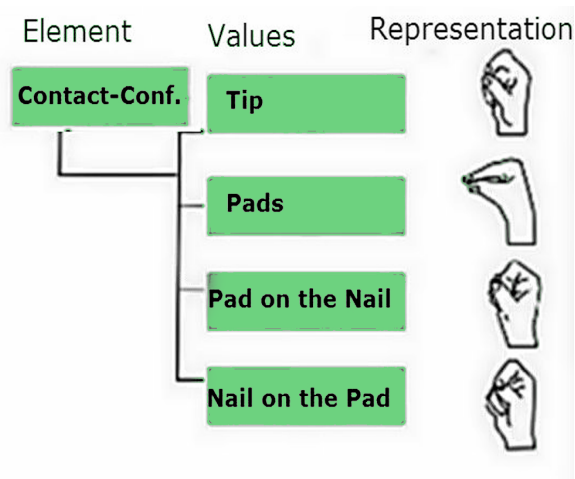 Element
Values
Representation
Contact-Conf.
Tip
Pads
Pad on the Nail
Nail on the Pad